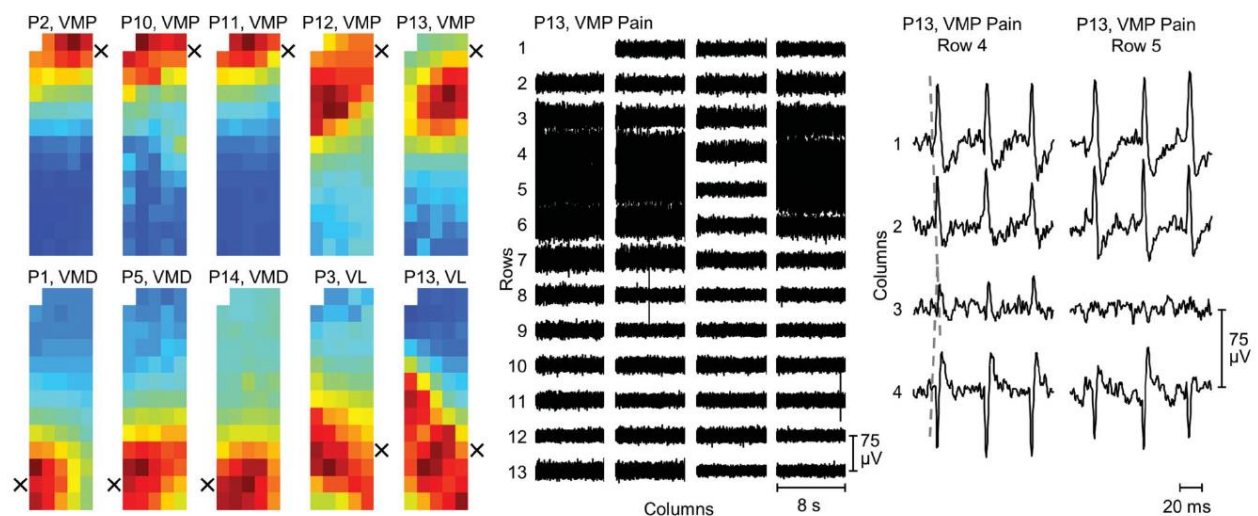 P2, VMP
P10, VMP
P11, VMP
P12, VMP
P13, VMP
×
×
×
×
×
P1, VMD
P5, VMD
P14, VMD
P3, VL
P13, VL
×
×
×
×
×
P13, VMP Pain
Rows
1
2
3
4
5
6
7
8
9
10
11
12
13
75
µV
Columns
8 s
P13, VMP Pain
Row 4
P13, VMP Pain
Row 5
Columns
1
2
3
4
75
µV
20 ms